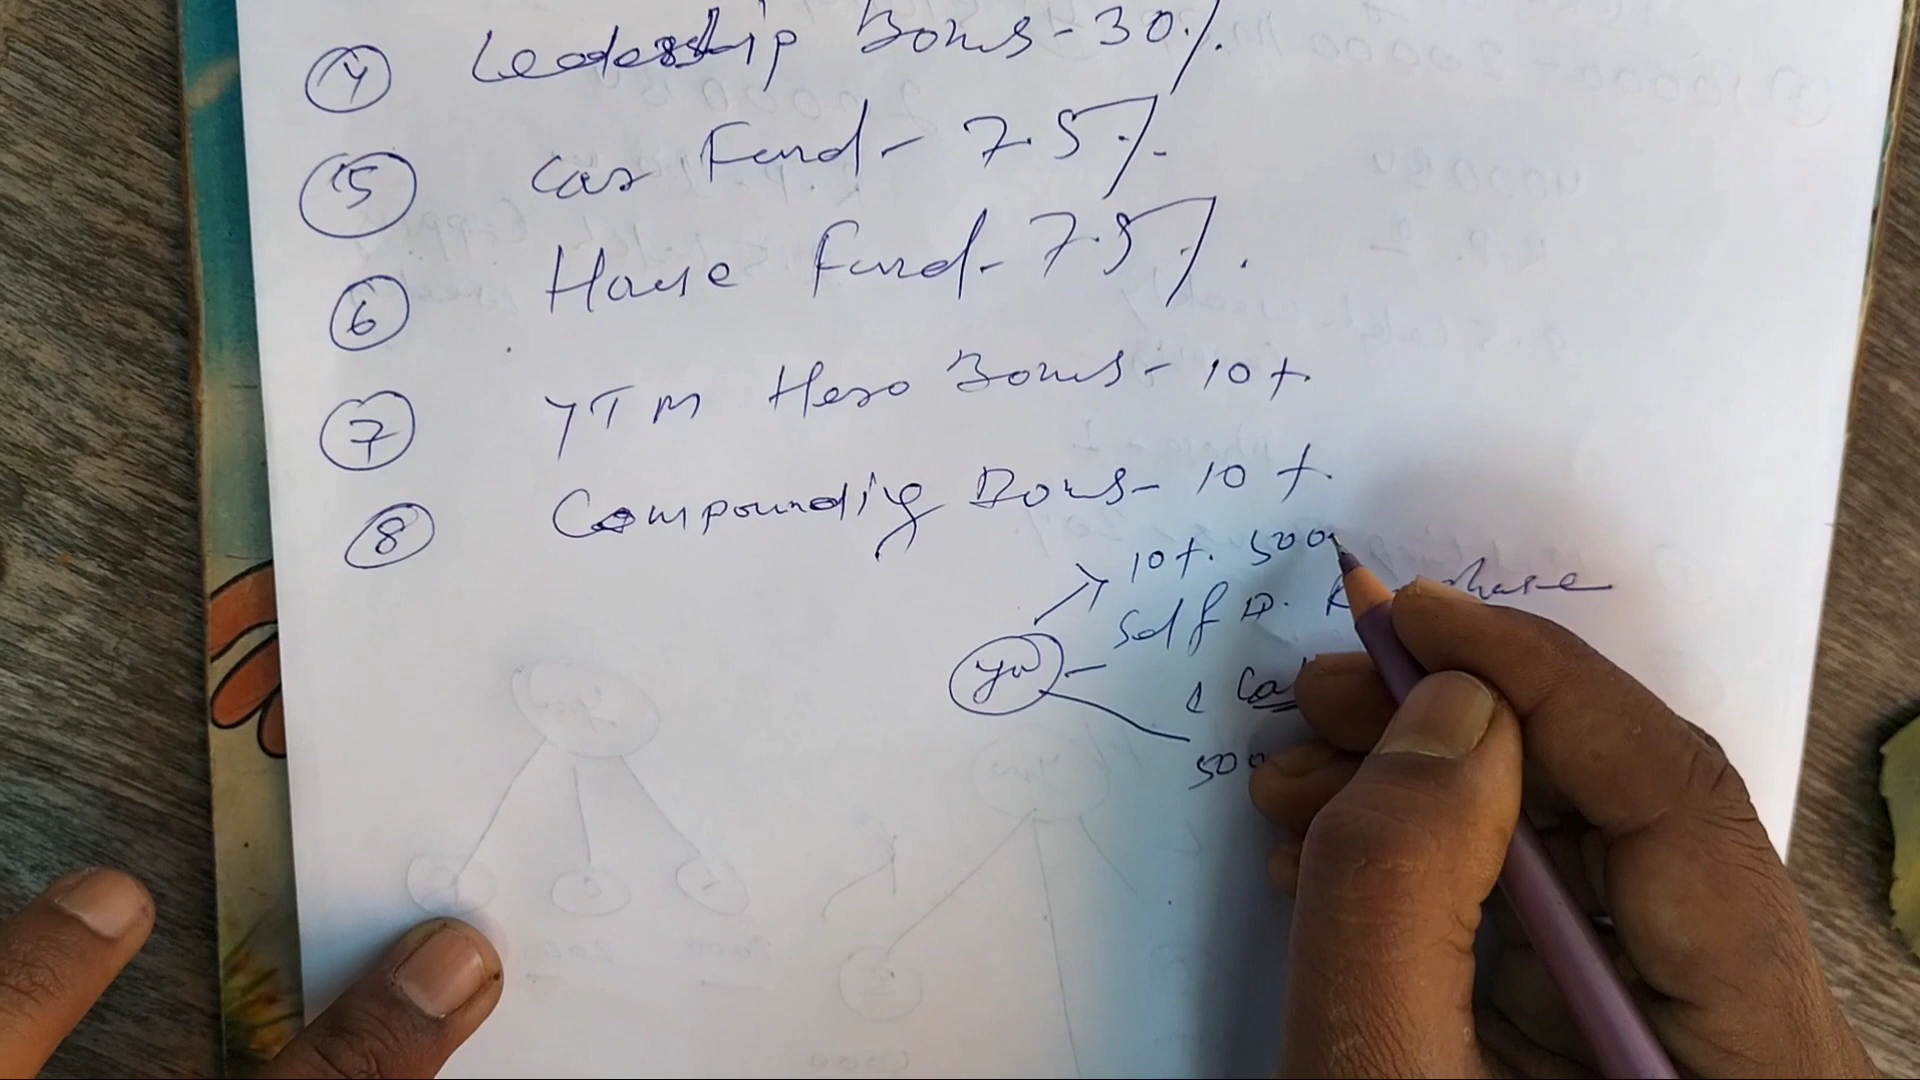 4 Leadership Bonus - 30%.
5 Car Fund - 7.5%.
6 House Fund - 7.5%.
7 YTM Hero Bonus - 10%.
8 Compounding Bonus - 10%.
10%. 500
Self
you
500